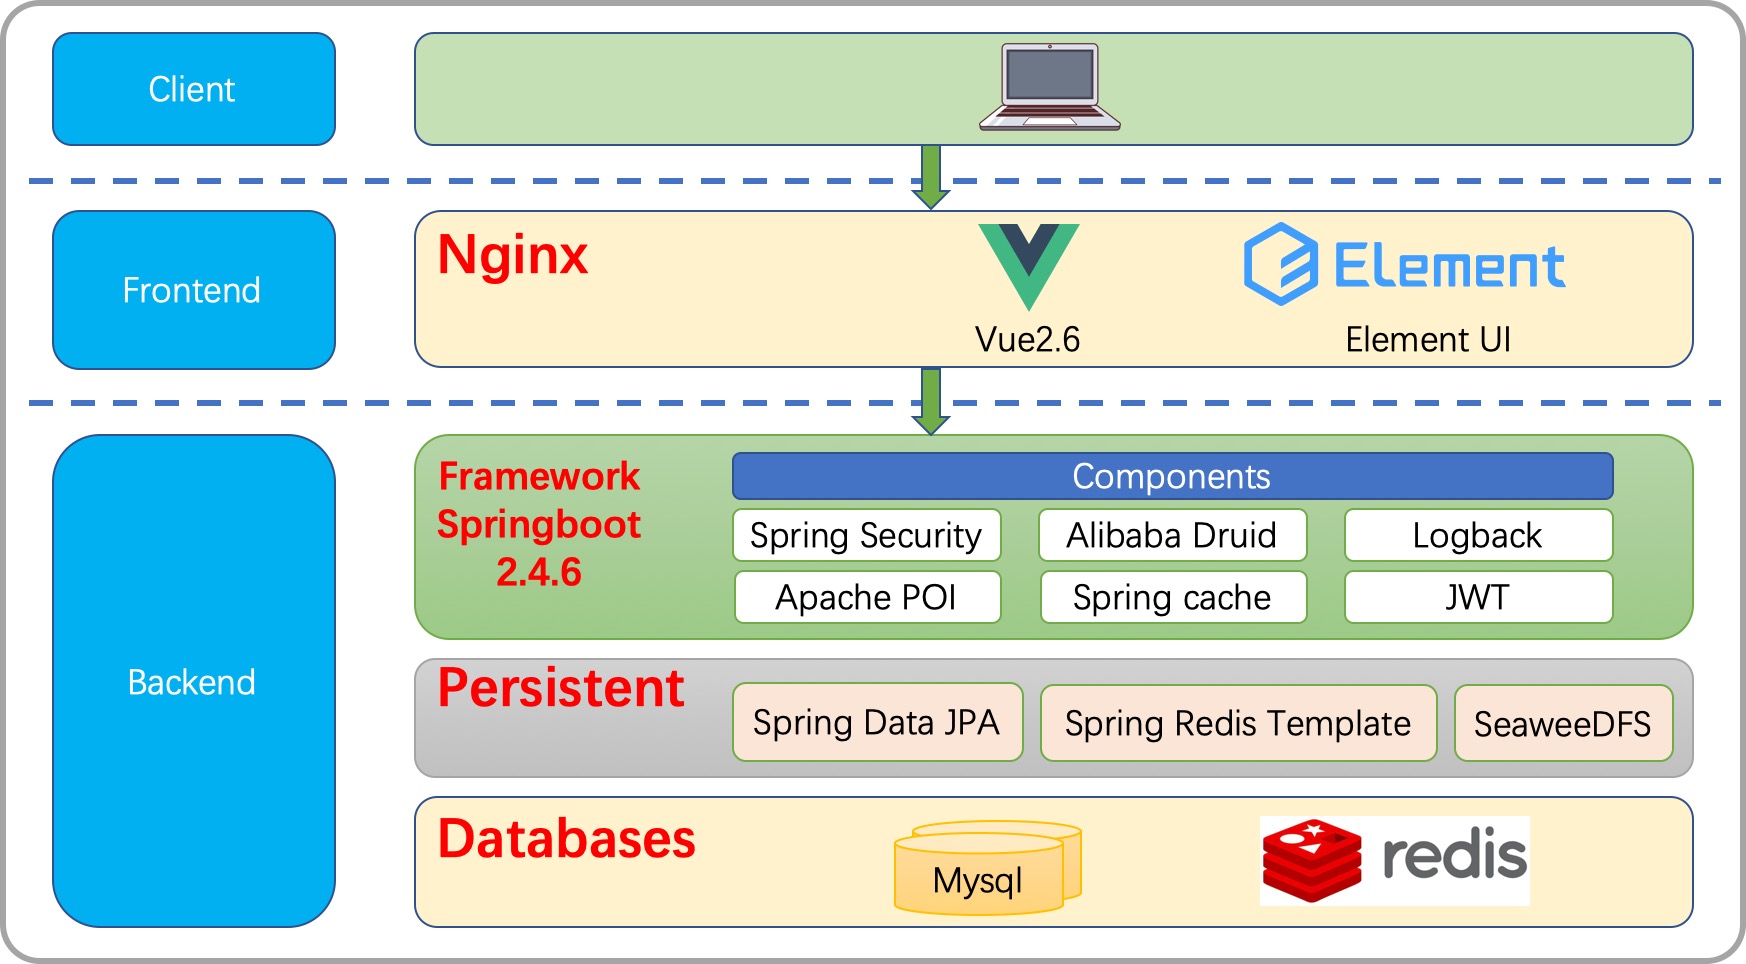 Client
Frontend
Nginx
Element
Vue2.6
Element UI
Backend
Framework
Springboot
2.4.6
Components
Spring Security
Alibaba Druid
Logback
Apache POI
Spring cache
JWT
Persistent
Spring Data JPA
Spring Redis Template
SeaweeDFS
Databases
Mysql
redis